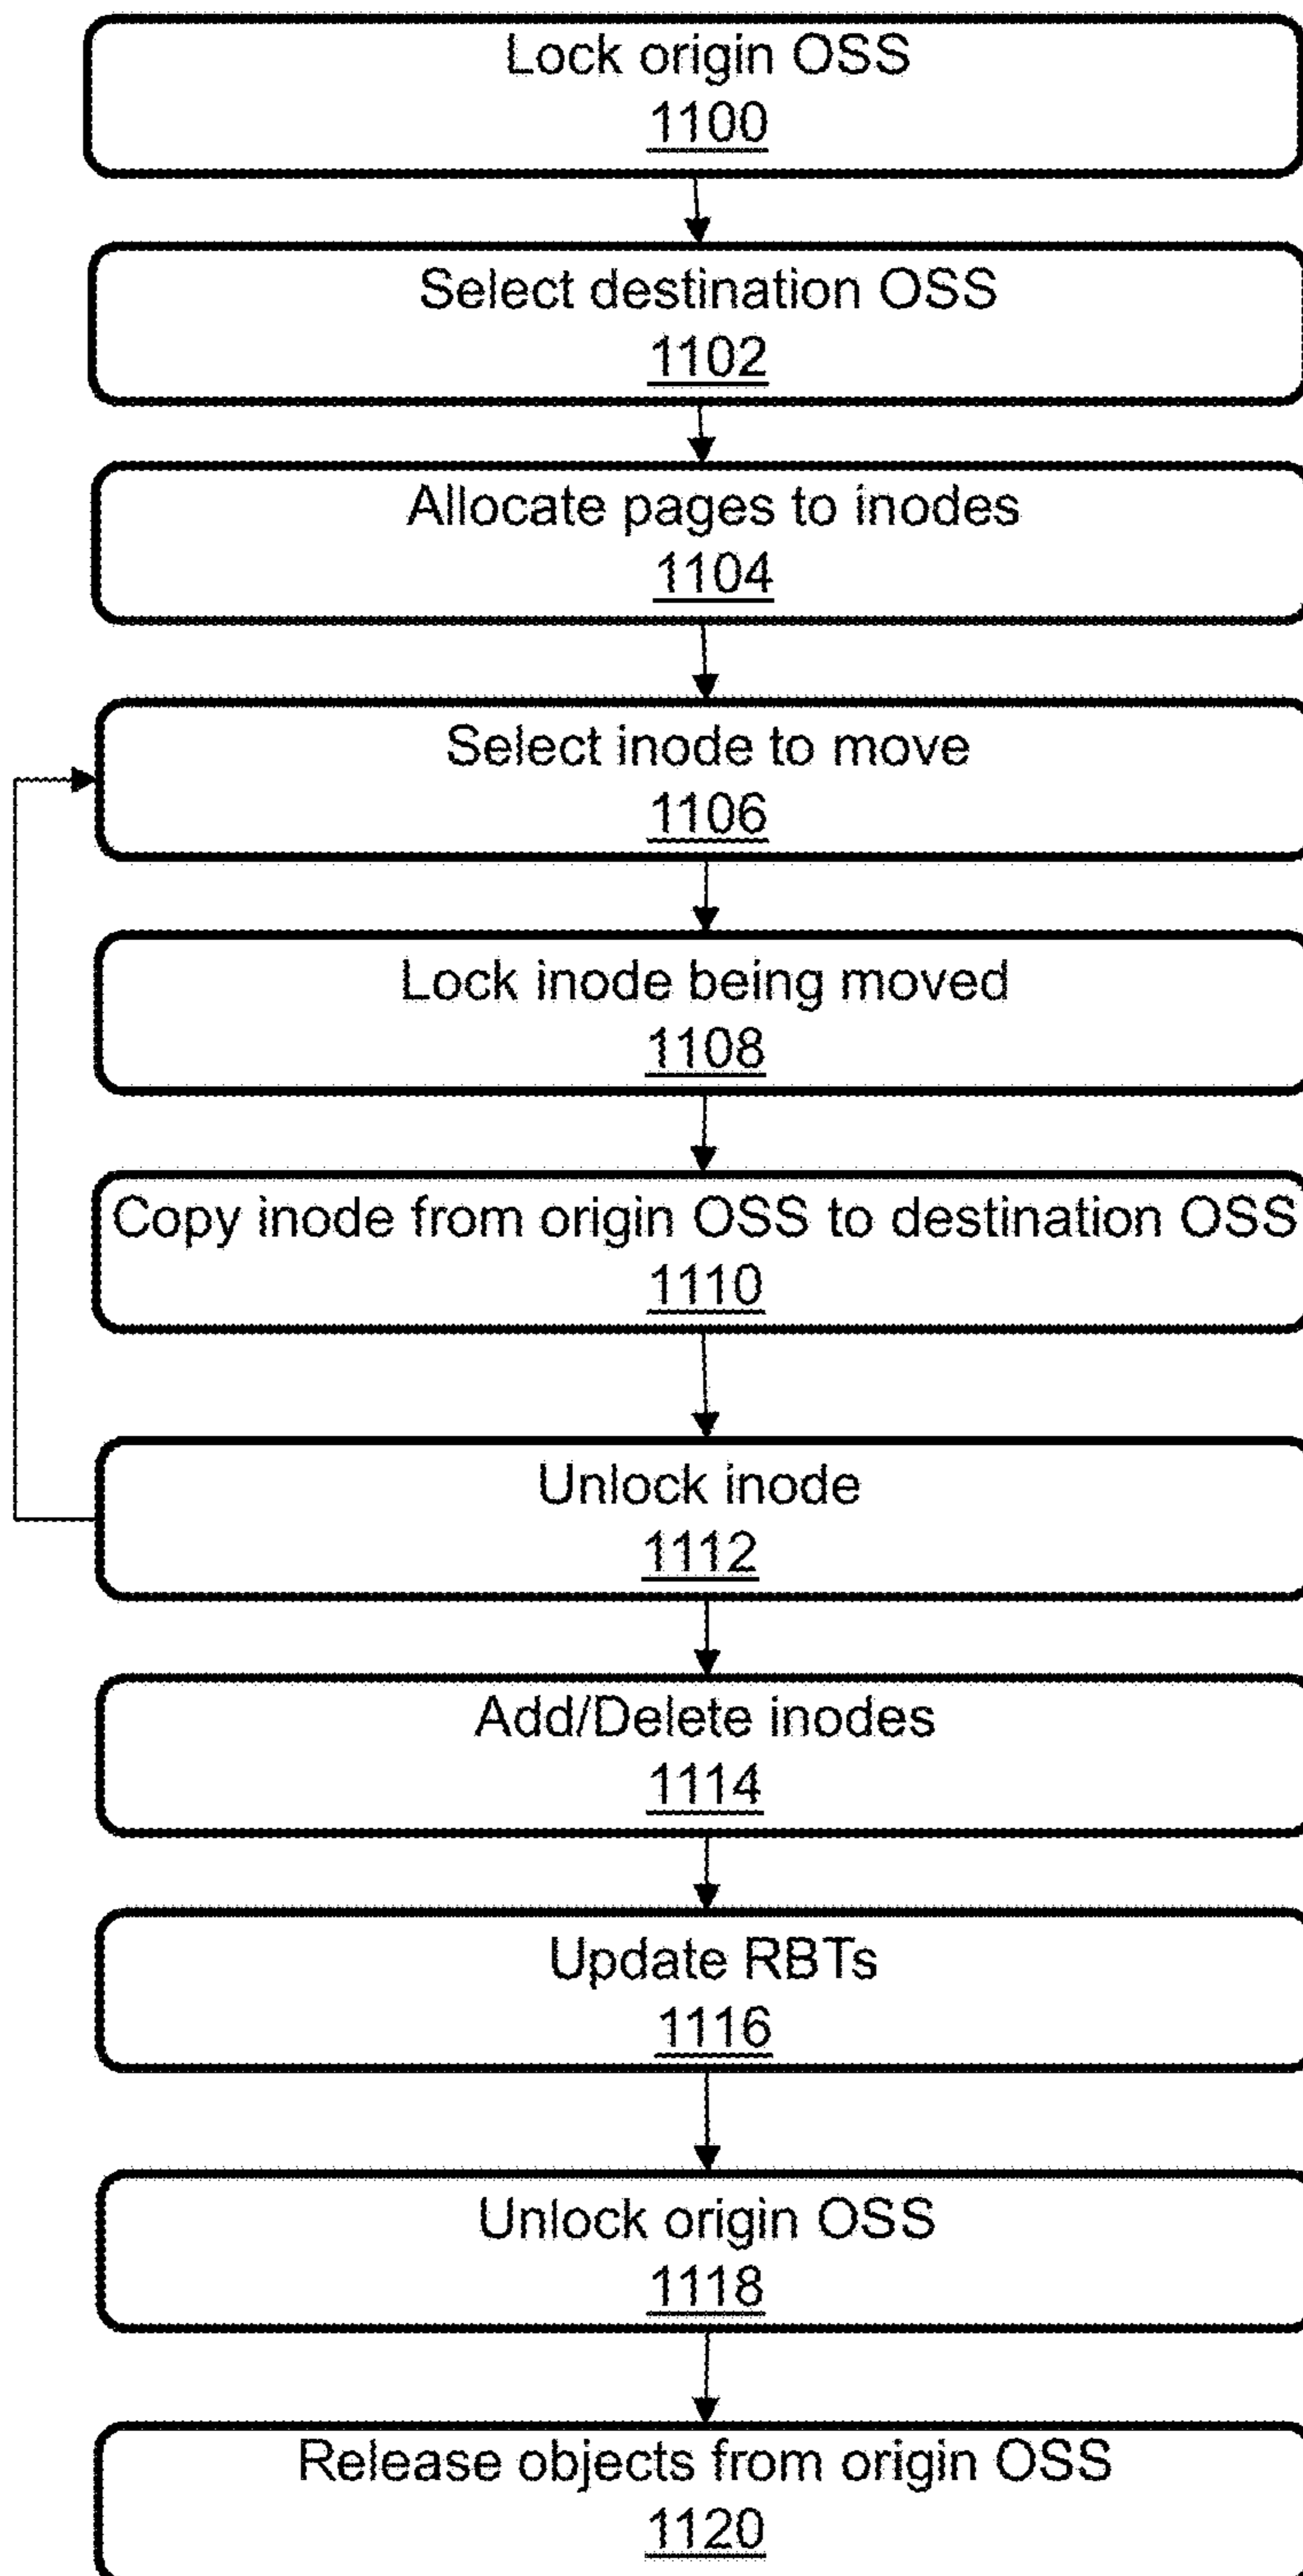 Lock origin OSS
1100
Select destination OSS
1102
Allocate pages to inodes
1104
Select inode to move
1106
Lock inode being moved
1108
Copy inode from origin OSS to destination OSS
1110
Unlock inode
1112
Add/Delete inodes
1114
Update RBTs
1116
Unlock origin OSS
1118
Release objects from origin OSS
1120